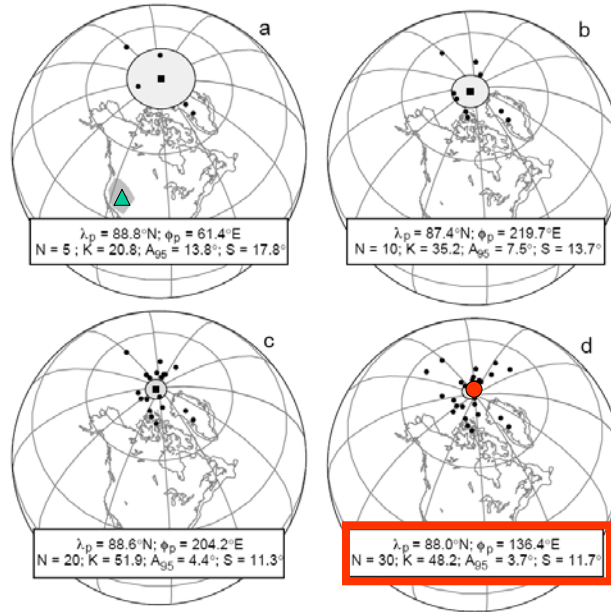 a
λp = 88.8°N; ϕp = 61.4°E
N = 5 ; K = 20.8; A95 = 13.8°; S = 17.8°
b
λp = 87.4°N; ϕp = 219.7°E
N = 10; K = 35.2; A95 = 7.5°; S = 13.7°
c
λp = 88.6°N; ϕp = 204.2°E
N = 20; K = 51.9; A95 = 4.4°; S = 11.3°
d
λp = 88.0°N; ϕp = 136.4°E
N = 30; K = 48.2; A95 = 3.7°; S = 11.7°